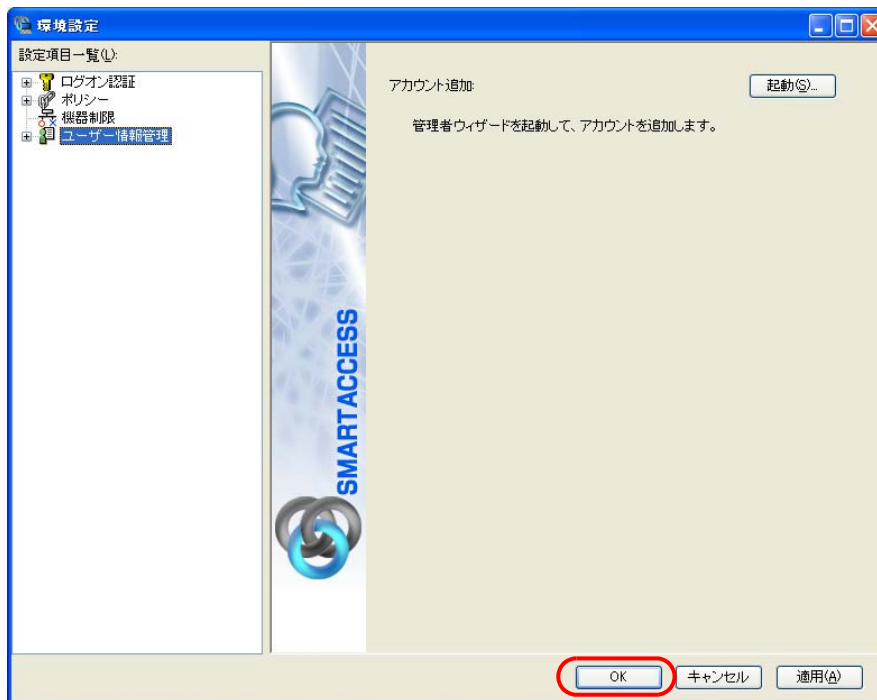 環境設定
設定項目一覧(L):
ログオン認証
ポリシー
機器制限
ユーザー情報管理
アカウント追加:
起動(S)...
管理者ウィザードを起動して、アカウントを追加します。
SMARTACCESS
OK
キャンセル
適用(A)